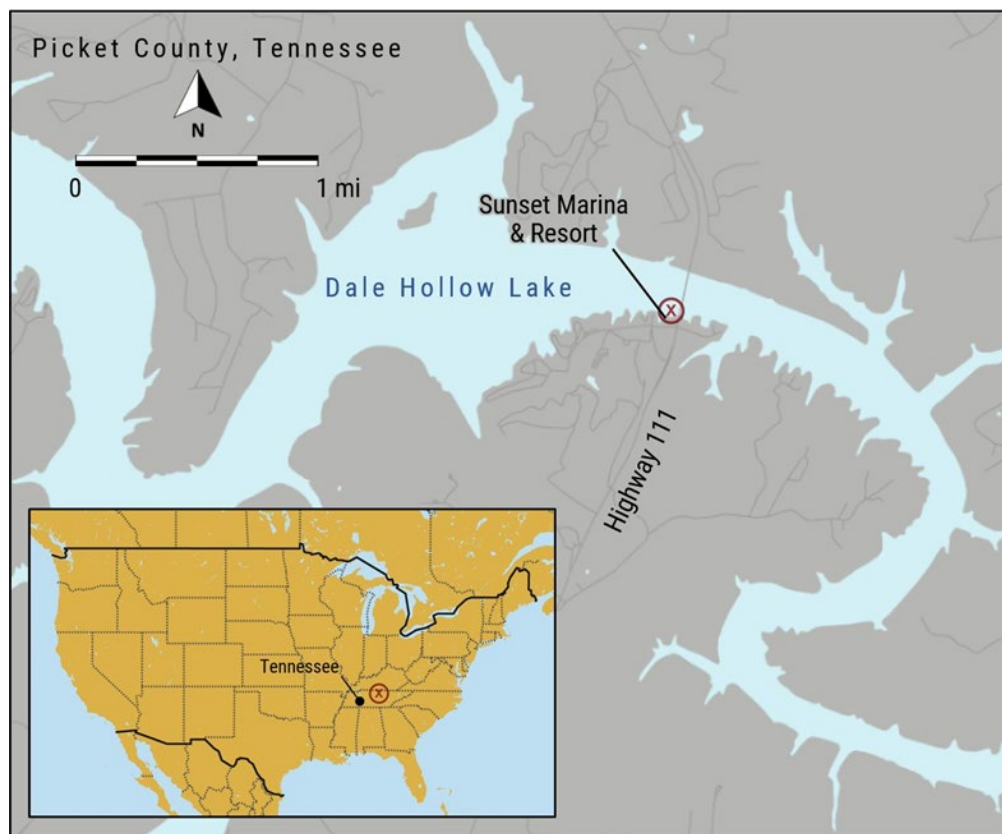 Picket County, Tennessee
N
0 1 mi
Sunset Marina
& Resort
X
Dale Hollow Lake
Highway 111
Tennessee
X